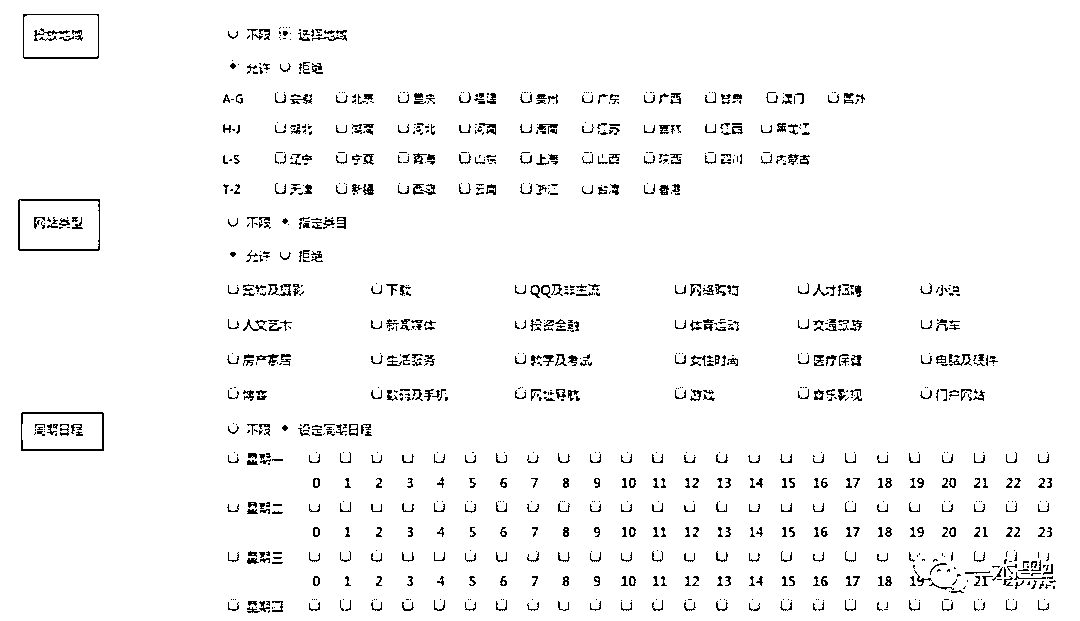 投放地域 不限 选择地域
允许 拒绝
A-G 安徽 北京 重庆 福建 贵州 广东 广西 甘肃 澳门 国外
H-J 湖北 湖南 河北 河南 海南 江苏 吉林 江西 黑龙江
L-S 辽宁 宁夏 青海 山东 上海 山西 陕西 四川 内蒙古
T-Z 天津 新疆 西藏 云南 浙江 台湾 香港
网站类型 不限 指定类目
允许 拒绝
宠物及摄影 下载 QQ及非主流 网络购物 人才招聘 小说
人文艺术 新闻媒体 投资金融 体育运动 交通旅游 汽车
房产家居 生活服务 教学及考试 女性时尚 医疗保健 电脑及硬件
博客 数码及手机 网址导航 游戏 音乐影视 门户网站
周期日程 不限 设定周期日程
星期一
0 1 2 3 4 5 6 7 8 9 10 11 12 13 14 15 16 17 18 19 20 21 22 23
星期二
0 1 2 3 4 5 6 7 8 9 10 11 12 13 14 15 16 17 18 19 20 21 22 23
星期三
0 1 2 3 4 5 6 7 8 9 10 11 12 13 14 15 16 17 18 19 21 22 23
星期四
一本黑